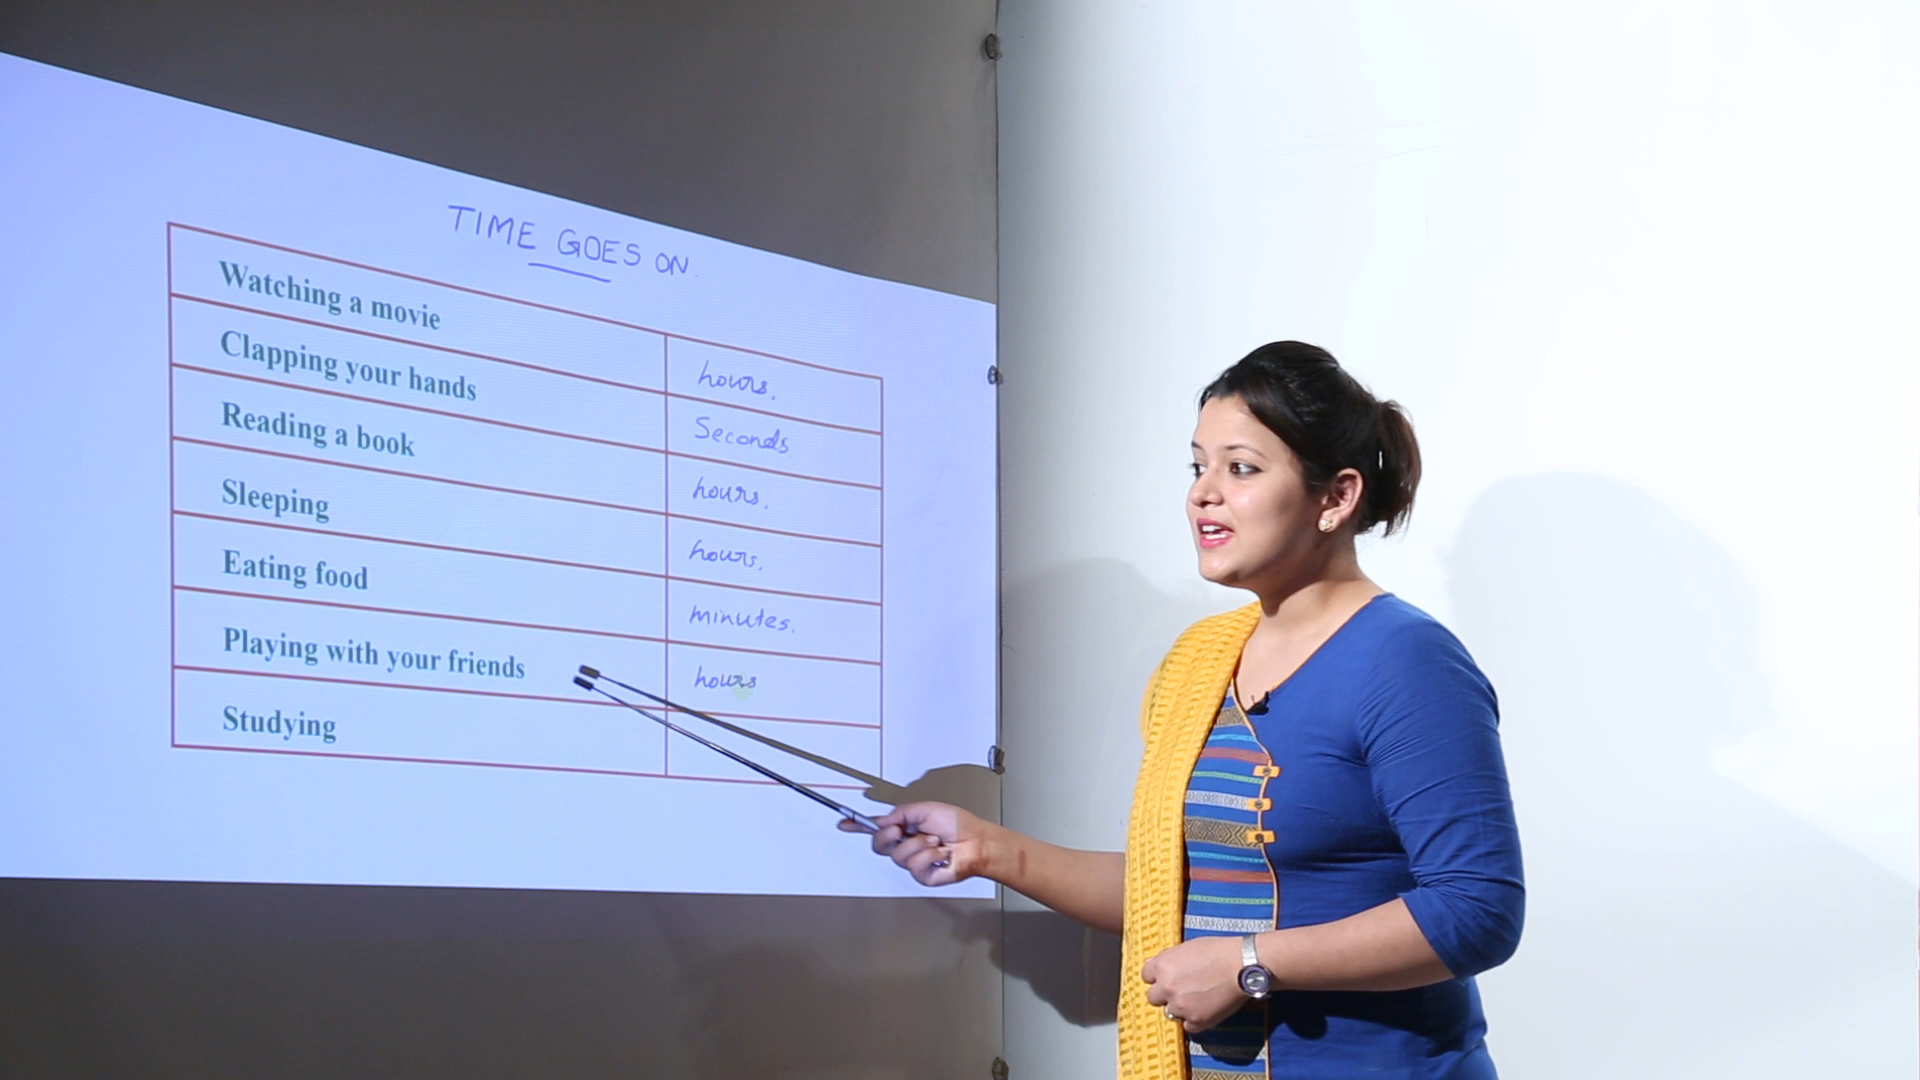 TIME GOES ON.
Watching a movie
hours.
Clapping your hands
Seconds
Reading a book
hours.
Sleeping
hours.
Eating food
minutes.
Playing with your friends
hours
Studying